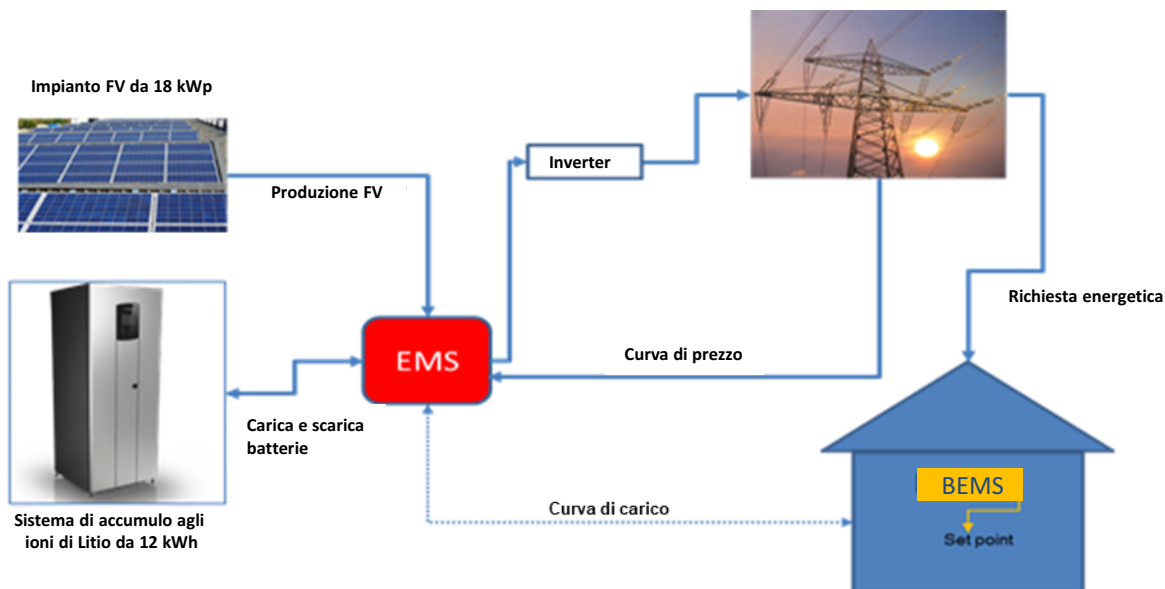 Impianto FV da 18 kWp
Produzione FV
Inverter
Richiesta energetica
EMS
Curva di prezzo
Carica e scarica
batterie
BEMS
Set point
Curva di carico
Sistema di accumulo agli
ioni di Litio da 12 kWh